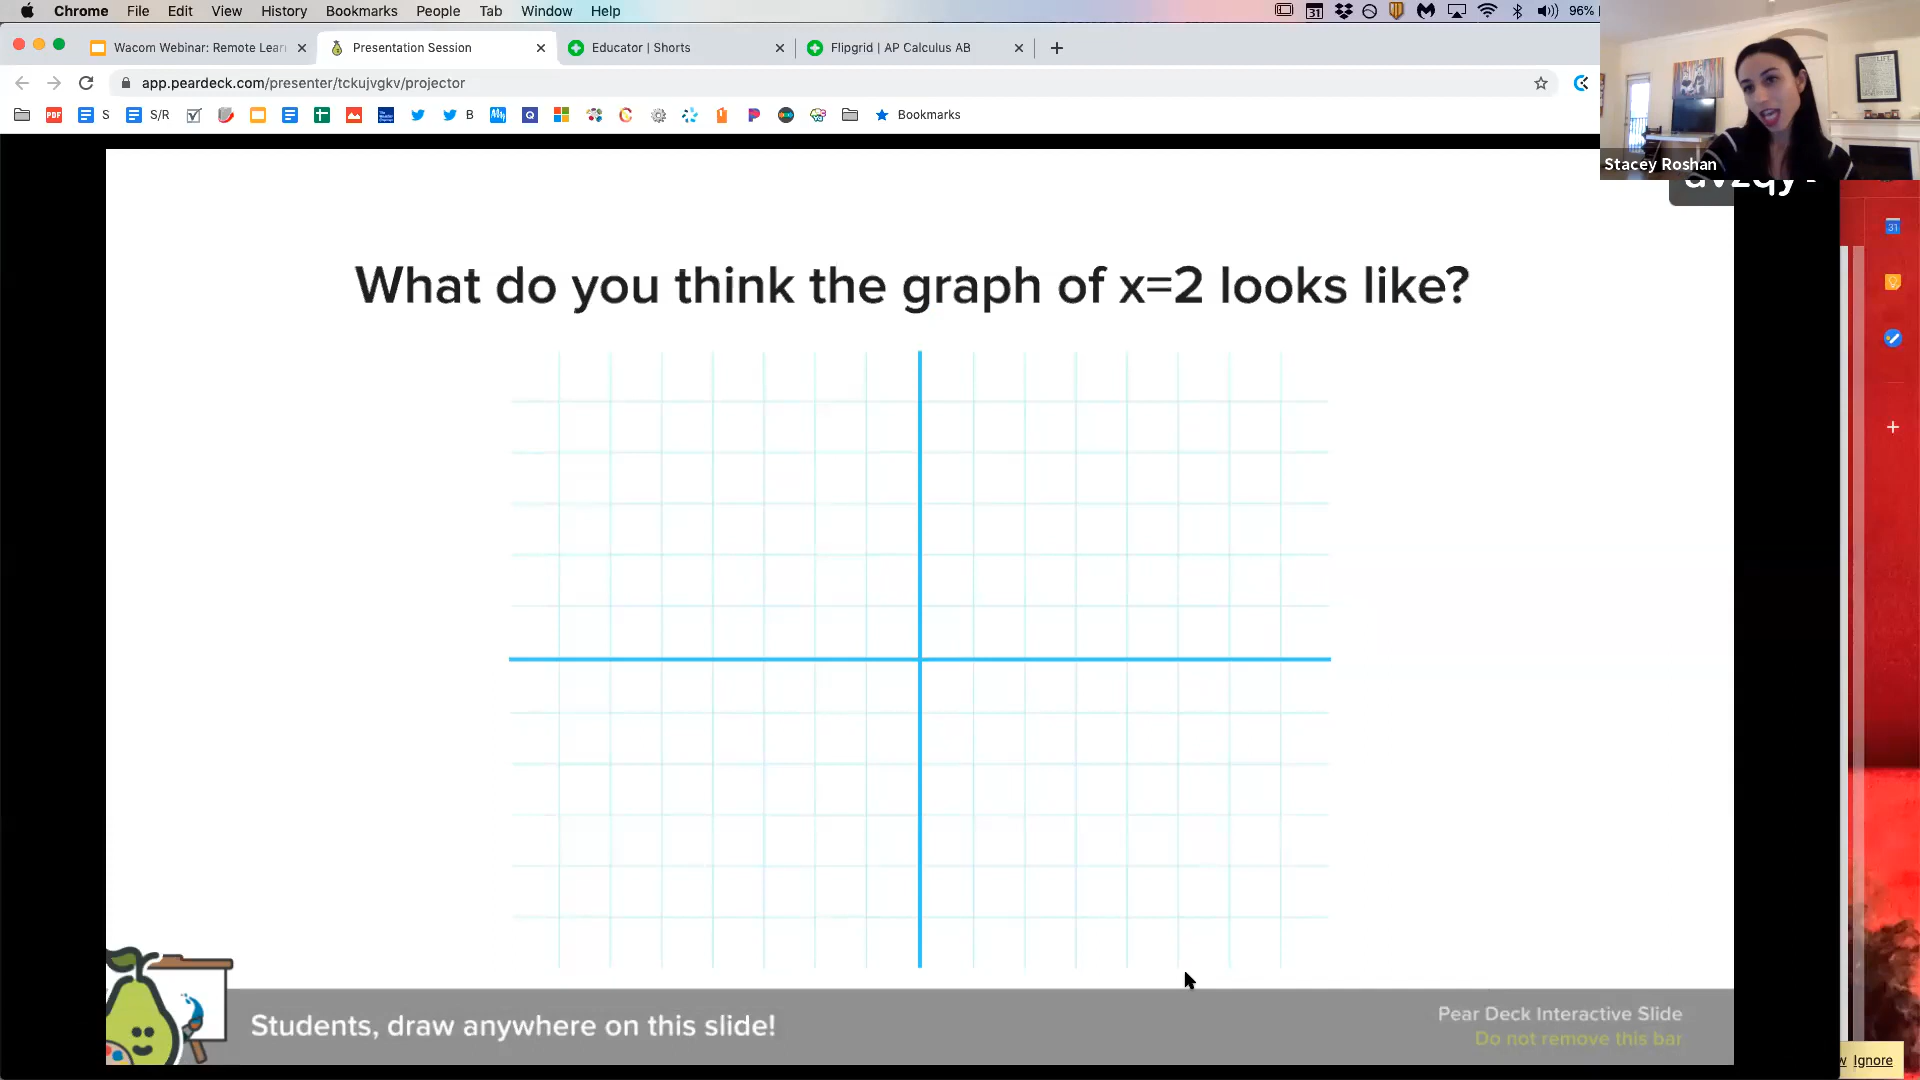 Chrome File Edit View History Bookmarks People Tab Window Help
31
96%
Wacom Webinar: Remote Lear
Presentation Session
Educator | Shorts
Flipgrid | AP Calculus AB
app.peardeck.com/presenter/tckujvgkv/projector
PDF
S
S/R
B
Bookmarks
Stacey Roshan
31
What do you think the graph of x=2 looks like?
Students, draw anywhere on this slide!
Pear Deck Interactive Slide
Do not remove this bar
Ignore